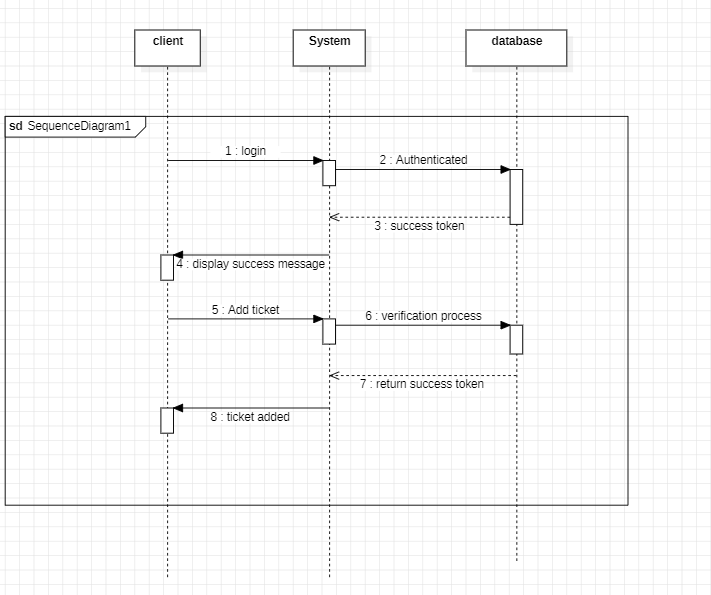 client
System
database
sd SequenceDiagram1
1 : login
2 : Authenticated
3 : success token
4 : display success message
5 : Add ticket
6 : verification process
7 : return success token
8 : ticket added